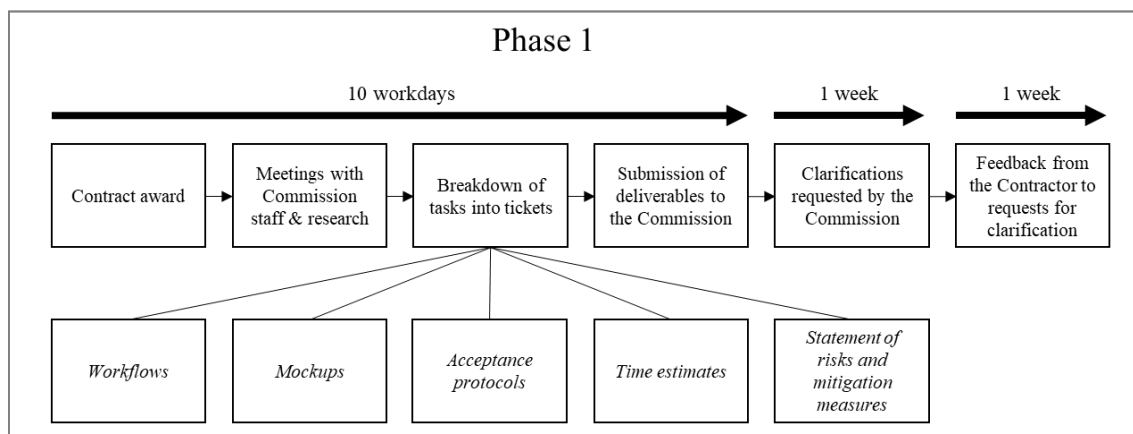 Phase 1
10 workdays
1 week
1 week
Contract award
Meetings with
Commission
staff & research
Breakdown of
tasks into tickets
Submission of
deliverables to
the Commission
Clarifications
requested by the
Commission
Feedback from
the Contractor to
requests for
clarification
Workflows
Mockups
Acceptance
protocols
Time estimates
Statement of
risks and
mitigation
measures